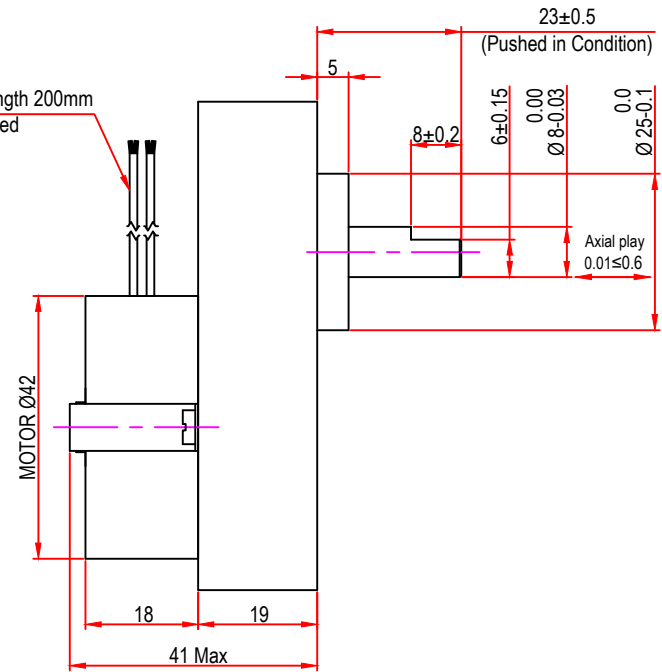 23±0.5
(Pushed in Condition)
5
ngth 200mm
ed
8±0.2
6±0.15
0.00
Ø 8-0.03
0.0
Ø 25-0.1
Axial play
0.01≤0.6
MOTOR Ø42
18
19
41 Max